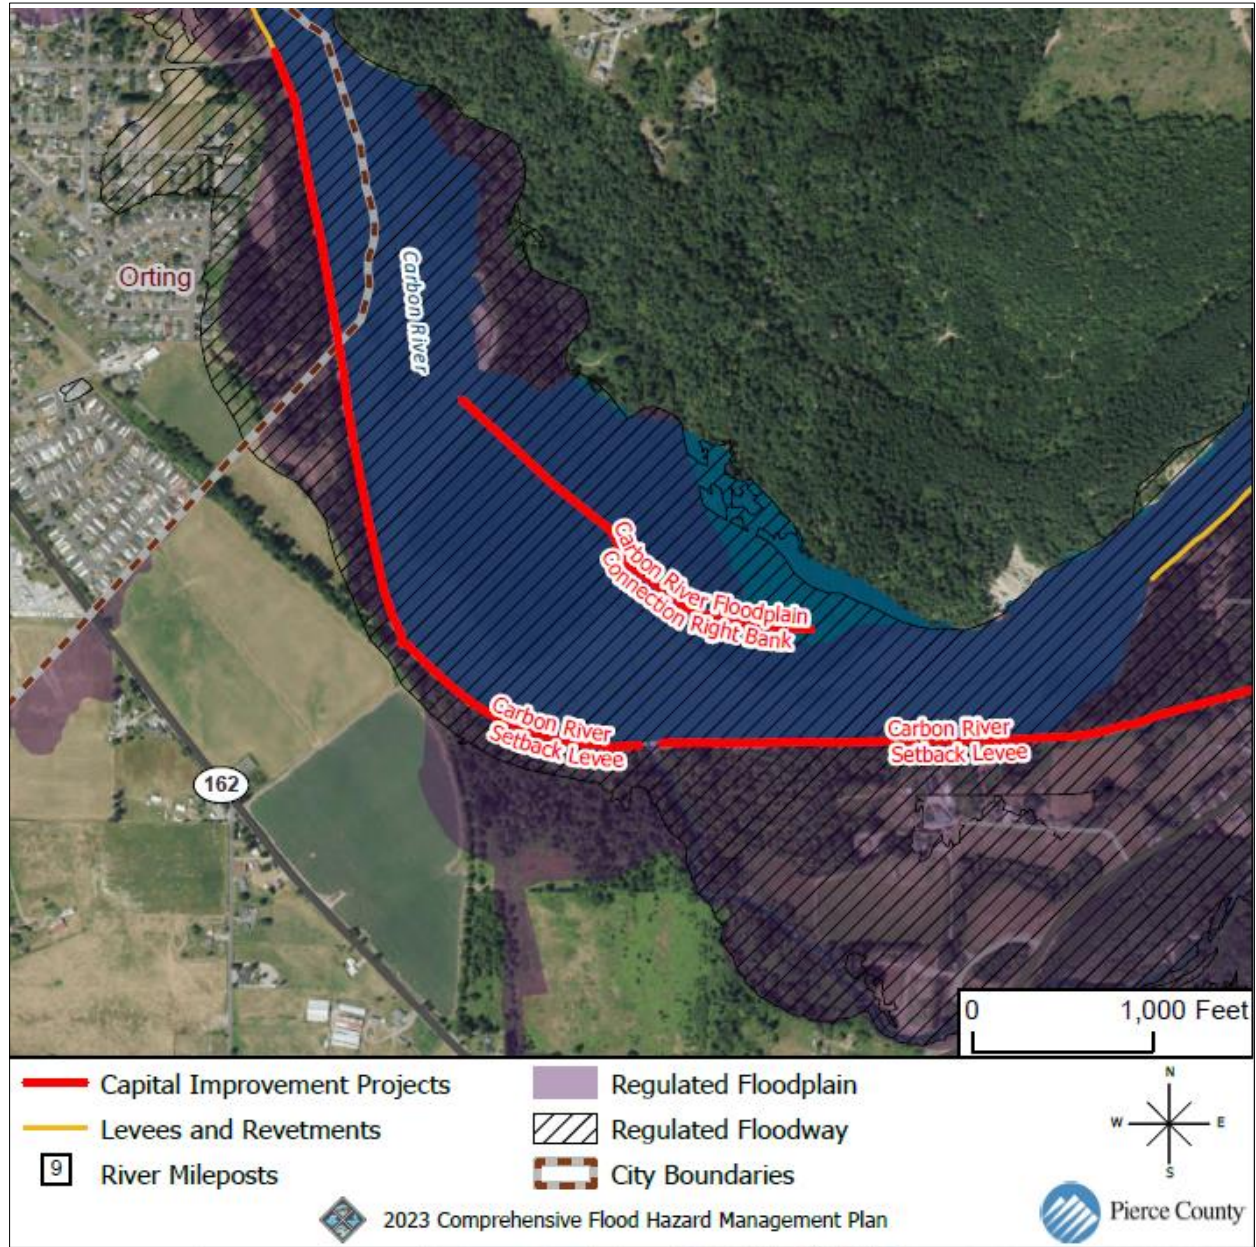 Orting
Carbon River
Carbon River Floodplain
Connection Right Bank
Carbon River
Setback Levee
Carbon River
Setback Levee
162
0 1,000 Feet
Capital Improvement Projects
Levees and Revetments
9 River Mileposts
Regulated Floodplain
Regulated Floodway
City Boundaries
N
W E
S
2023 Comprehensive Flood Hazard Management Plan
Pierce County